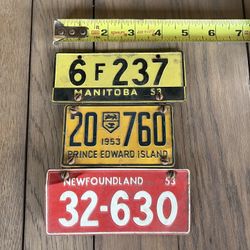 1 2 3 4 5 6 7
6 F 237
MANITOBA 53
20 760
1953
PRINCE EDWARD ISLAND
NEWFOUNDLAND 53
32-630